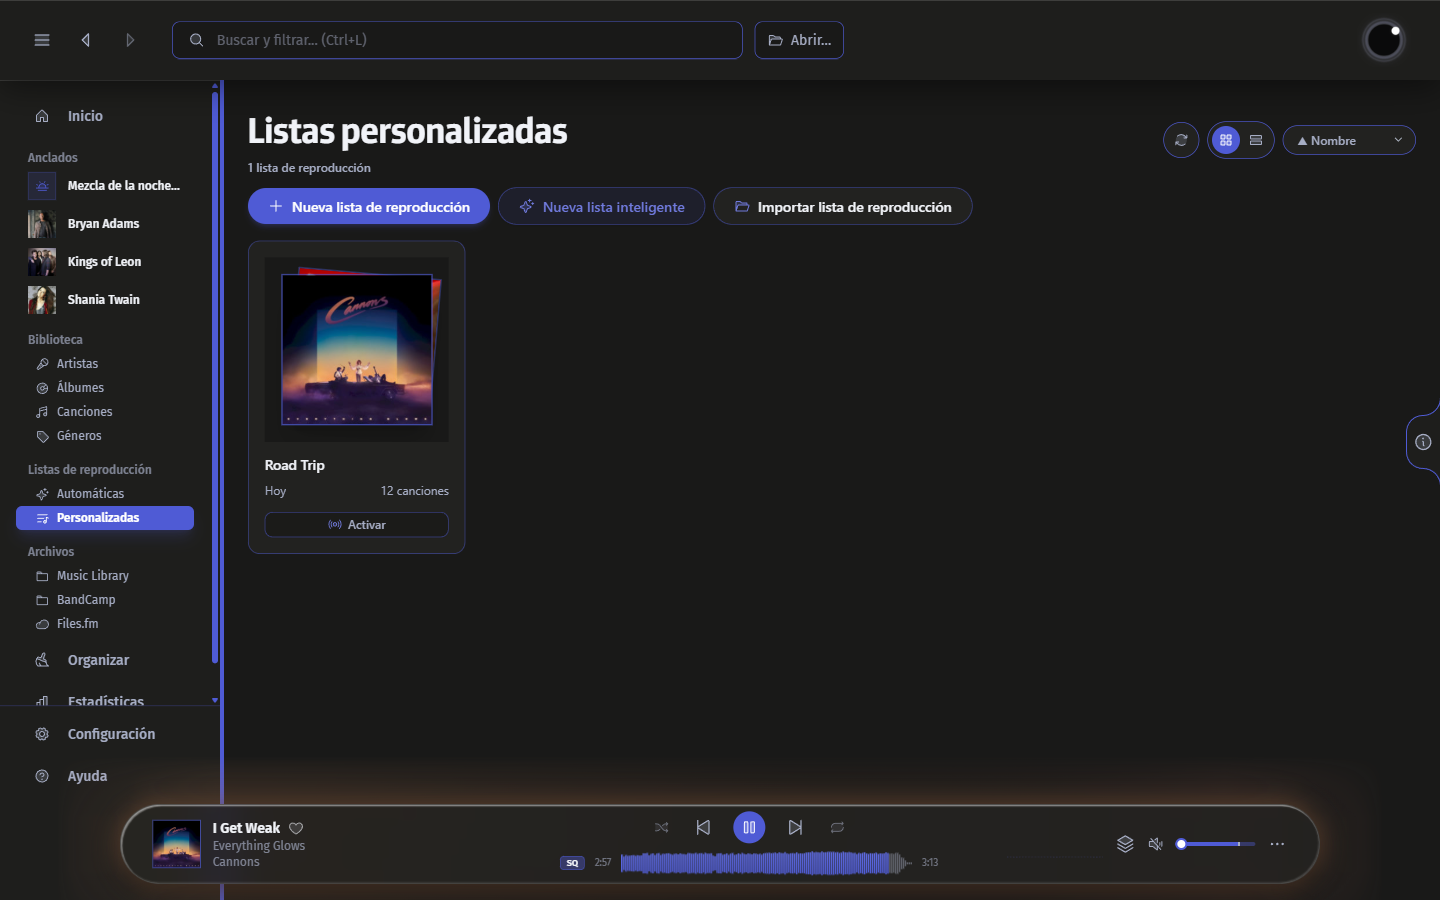 Buscar y filtrar... (Ctrl+L)
Abrir...
Inicio
Anclados
Mezcla de la noche...
Bryan Adams
Kings of Leon
Shania Twain
Biblioteca
Artistas
Álbumes
Canciones
Géneros
Listas de reproducción
Automáticas
Personalizadas
Archivos
Music Library
BandCamp
Files.fm
Organizar
Estadísticas
Configuración
Ayuda
Listas personalizadas
1 lista de reproducción
Nombre
Nueva lista de reproducción
Nueva lista inteligente
Importar lista de reproducción
Cannons
Road Trip
Hoy 12 canciones
Activar
I Get Weak
Everything Glows
Cannons
SQ 2:57 3:13